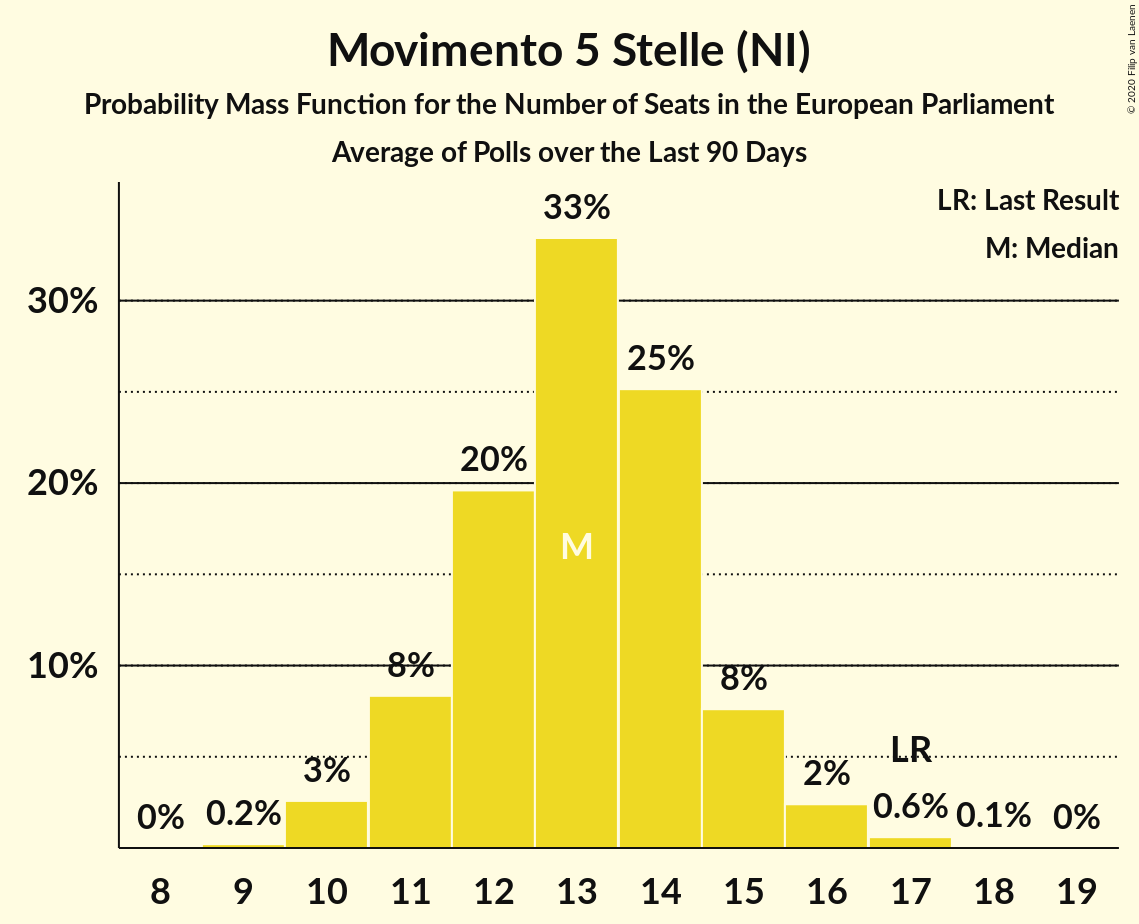 Movimento 5 Stelle (NI)
Probability Mass Function for the Number of Seats in the European Parliament
Average of Polls over the Last 90 Days
© 2020 Filip van Laenen
LR: Last Result
M: Median
33%
30%
25%
20%
20%
M
10%
8%
8%
LR
3%
2%
0%
0.2%
0.6%
0.1%
0%
8 9 10 11 12 13 14 15 16 17 18 19